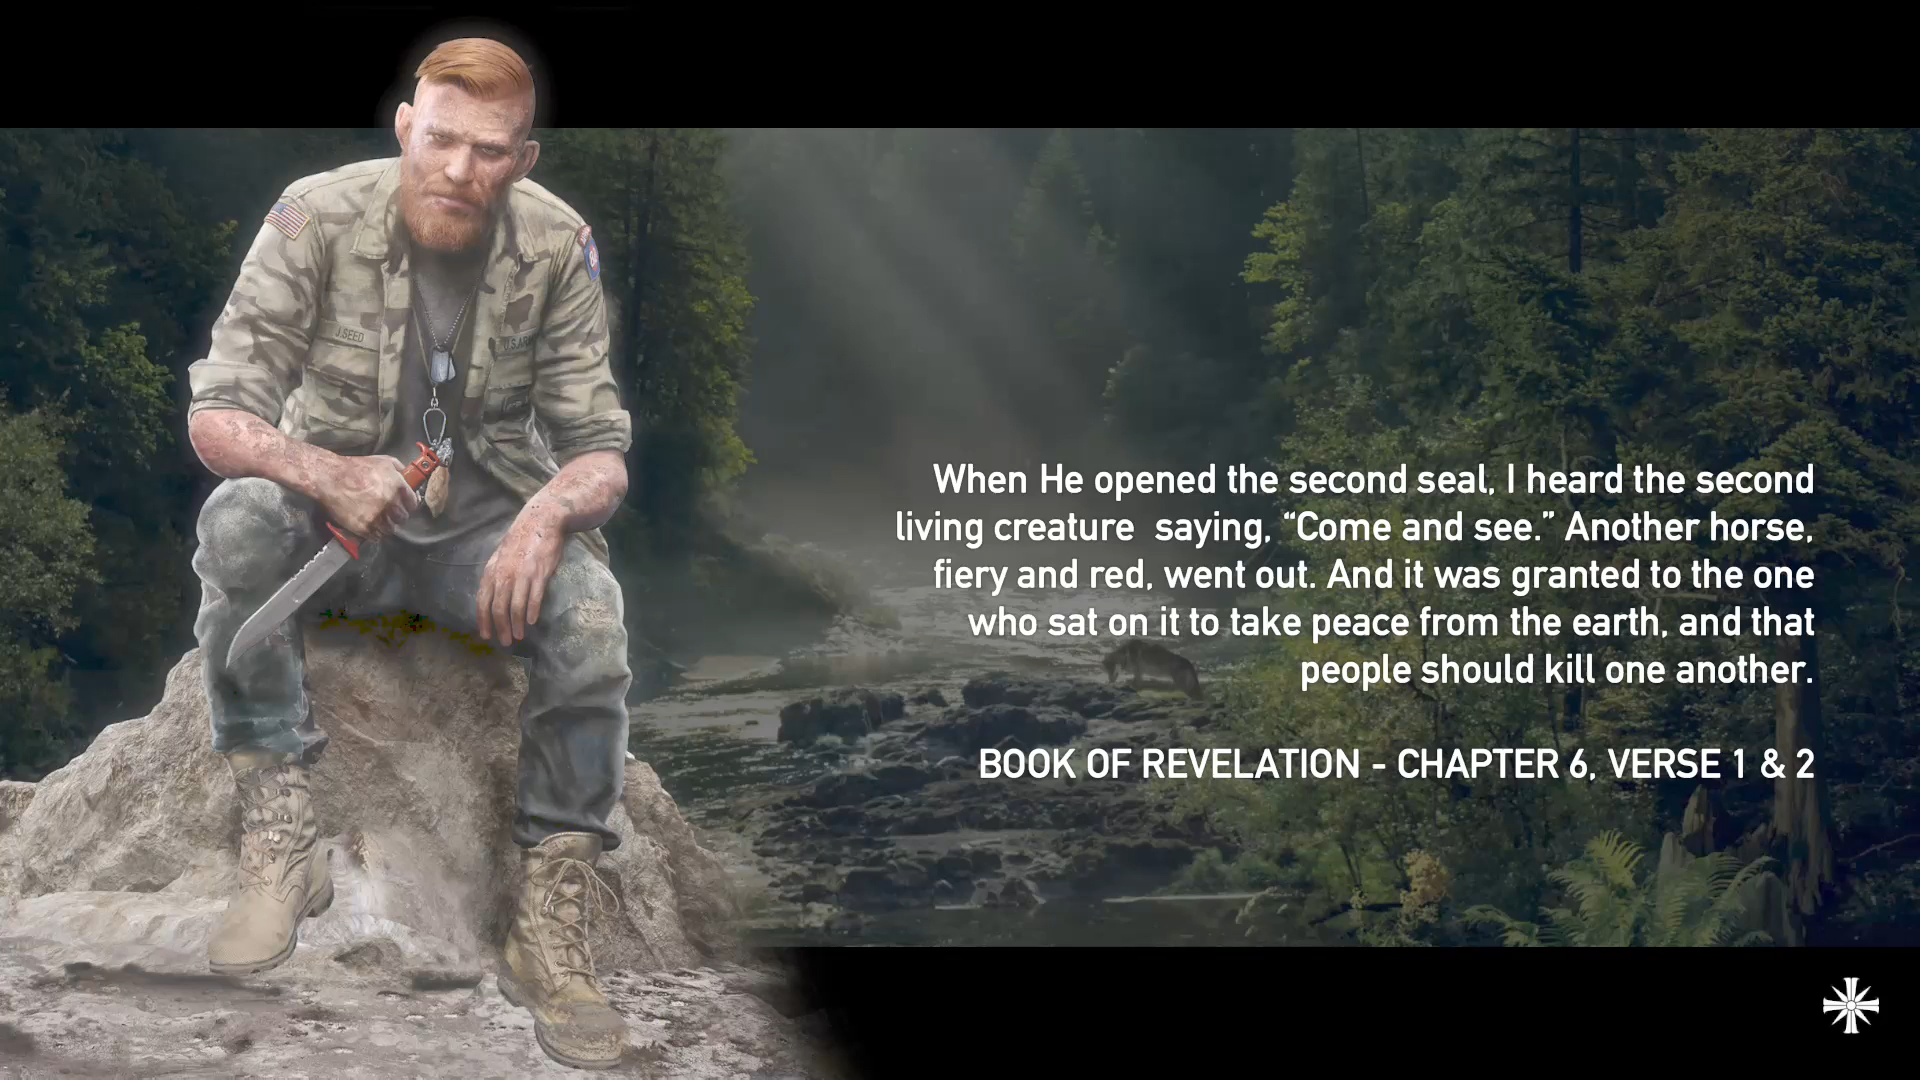 J.SEED
U.S.AR
When He opened the second seal, I heard the second
living creature  saying, “Come and see.” Another horse,
fiery and red, went out. And it was granted to the one
who sat on it to take peace from the earth, and that
people should kill one another.
BOOK OF REVELATION - CHAPTER 6, VERSE 1 & 2